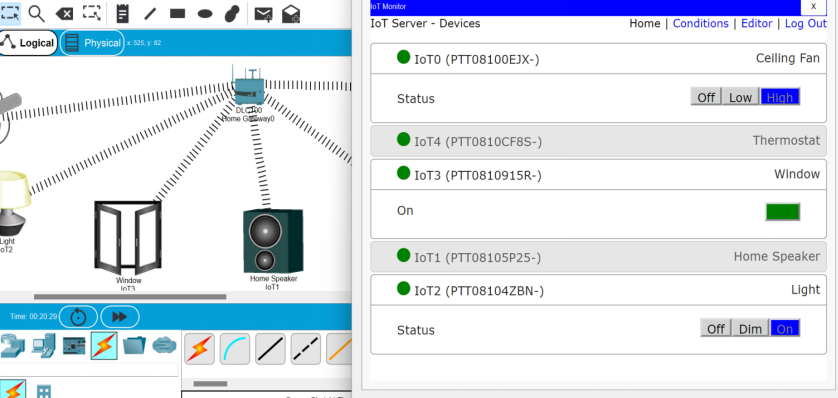 Logical
Physical
x: 525, y: 82
DLC100
Home Gateway0
Light
IoT2
Window
IoT3
Home Speaker
IoT1
Time: 00:20:29
IoT Monitor
X
IoT Server - Devices
Home | Conditions | Editor | Log Out
IoT0 (PTT08100EJX-)
Ceiling Fan
Status
Off Low High
IoT4 (PTT0810CF8S-)
Thermostat
IoT3 (PTT0810915R-)
Window
On
IoT1 (PTT08105P25-)
Home Speaker
IoT2 (PTT08104ZBN-)
Light
Status
Off Dim On